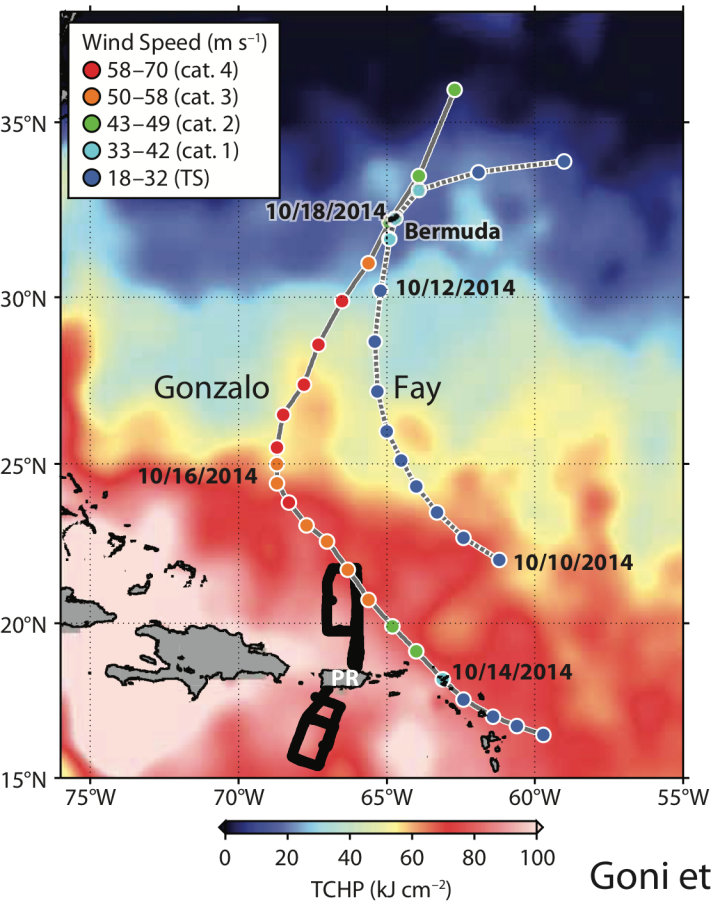 Wind Speed (m s⁻¹)
58–70 (cat. 4)
50–58 (cat. 3)
43–49 (cat. 2)
33–42 (cat. 1)
18–32 (TS)
35°N
10/18/2014
Bermuda
10/12/2014
30°N
Gonzalo
Fay
25°N
10/16/2014
10/10/2014
20°N
10/14/2014
PR
15°N
75°W 70°W 65°W 60°W 55°W
0 20 40 60 80 100
TCHP (kJ cm⁻²)
Goni et